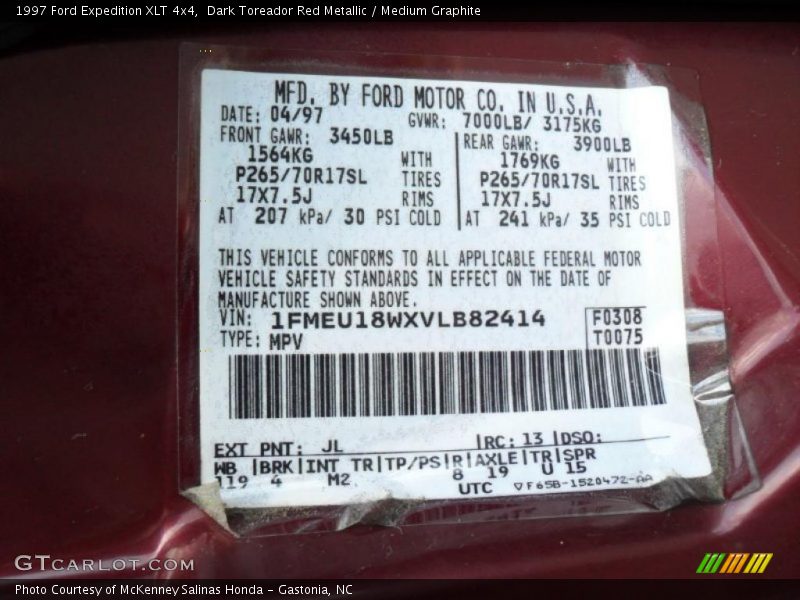 1997 Ford Expedition XLT 4x4,  Dark Toreador Red Metallic / Medium Graphite
MFD. BY FORD MOTOR CO. IN U.S.A.
DATE: 04/97 GVWR: 7000LB/ 3175KG
FRONT GAWR: 3450LB REAR GAWR: 3900LB
1564KG WITH 1769KG WITH
P265/70R17SL TIRES P265/70R17SL TIRES
17X7.5J RIMS 17X7.5J RIMS
AT 207 kPa/ 30 PSI COLD AT 241 kPa/ 35 PSI COLD
THIS VEHICLE CONFORMS TO ALL APPLICABLE FEDERAL MOTOR
VEHICLE SAFETY STANDARDS IN EFFECT ON THE DATE OF
MANUFACTURE SHOWN ABOVE.
VIN: 1FMEU18WXVLB82414 F0308
TYPE: MPV T0075
EXT PNT: JL RC: 13 DSO:
WB BRK INT TR TP/PS R AXLE TR SPR
119 4 M2 8 19 U 15
UTC ▽F65B-1520472-AA
GTCARLOT.COM
Photo Courtesy of McKenney Salinas Honda - Gastonia, NC